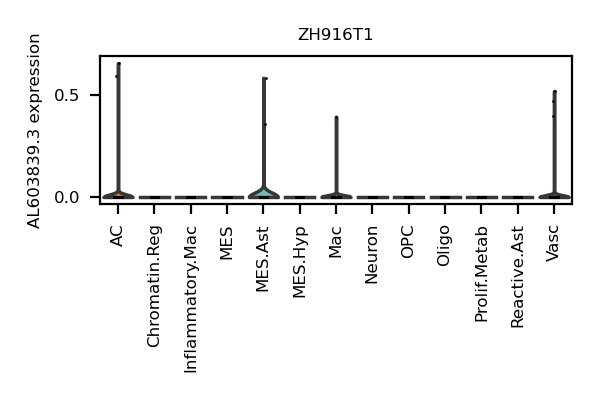 ZH916T1
AL603839.3 expression
0.5
0.0
AC
Chromatin.Reg
Inflammatory.Mac
MES
MES.Ast
MES.Hyp
Mac
Neuron
OPC
Oligo
Prolif.Metab
Reactive.Ast
Vasc